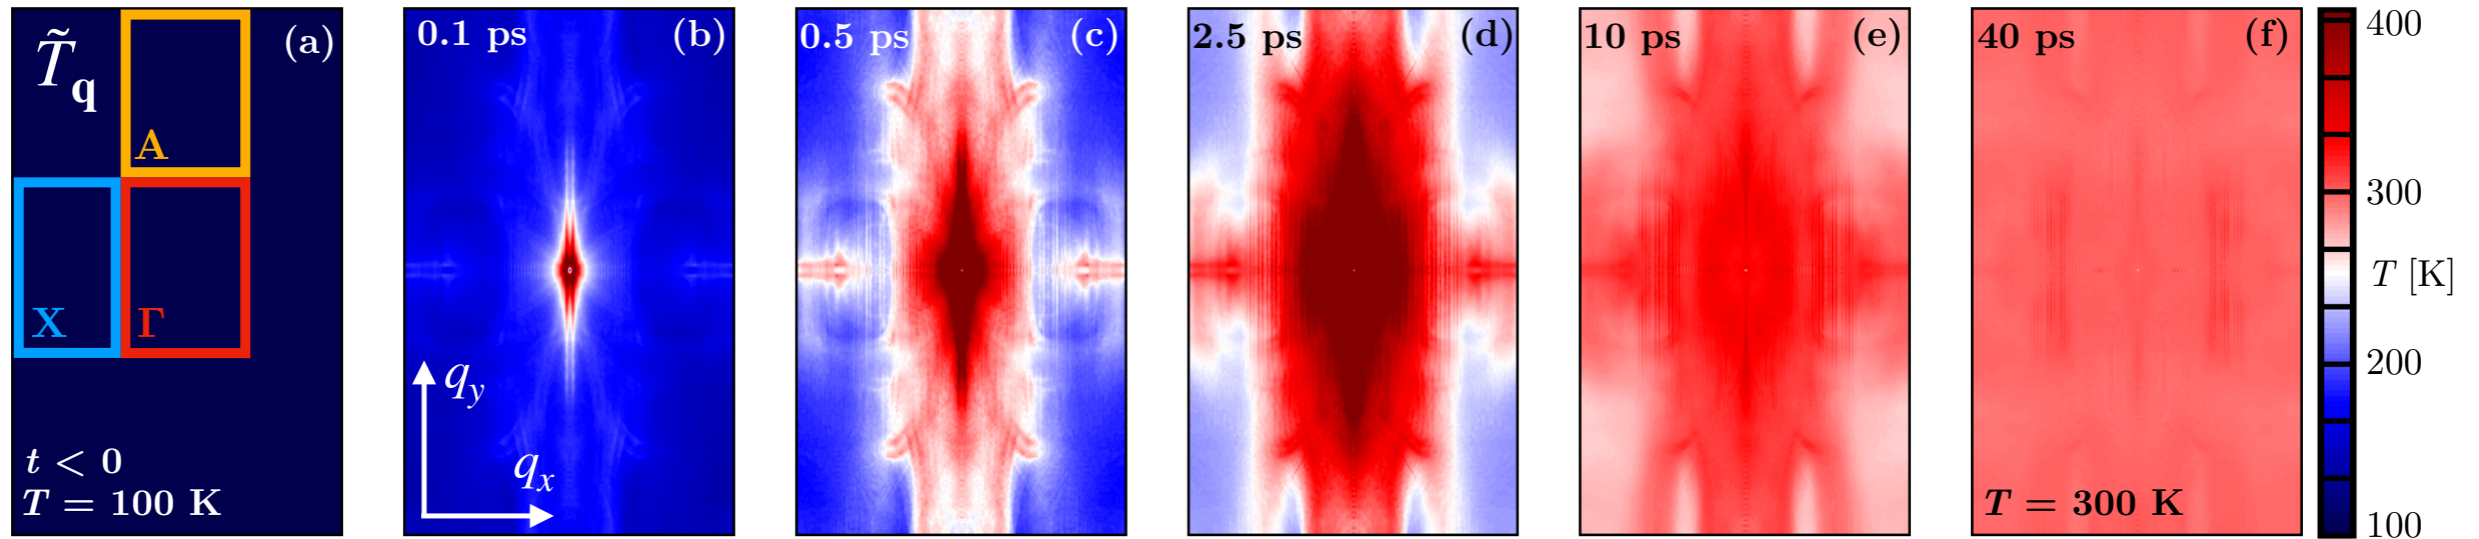 T̃q
(a)
A
X
Γ
t < 0
T = 100 K
0.1 ps
(b)
qy
qx
0.5 ps
(c)
2.5 ps
(d)
10 ps
(e)
40 ps
(f)
T = 300 K
400
300
T [K]
200
100